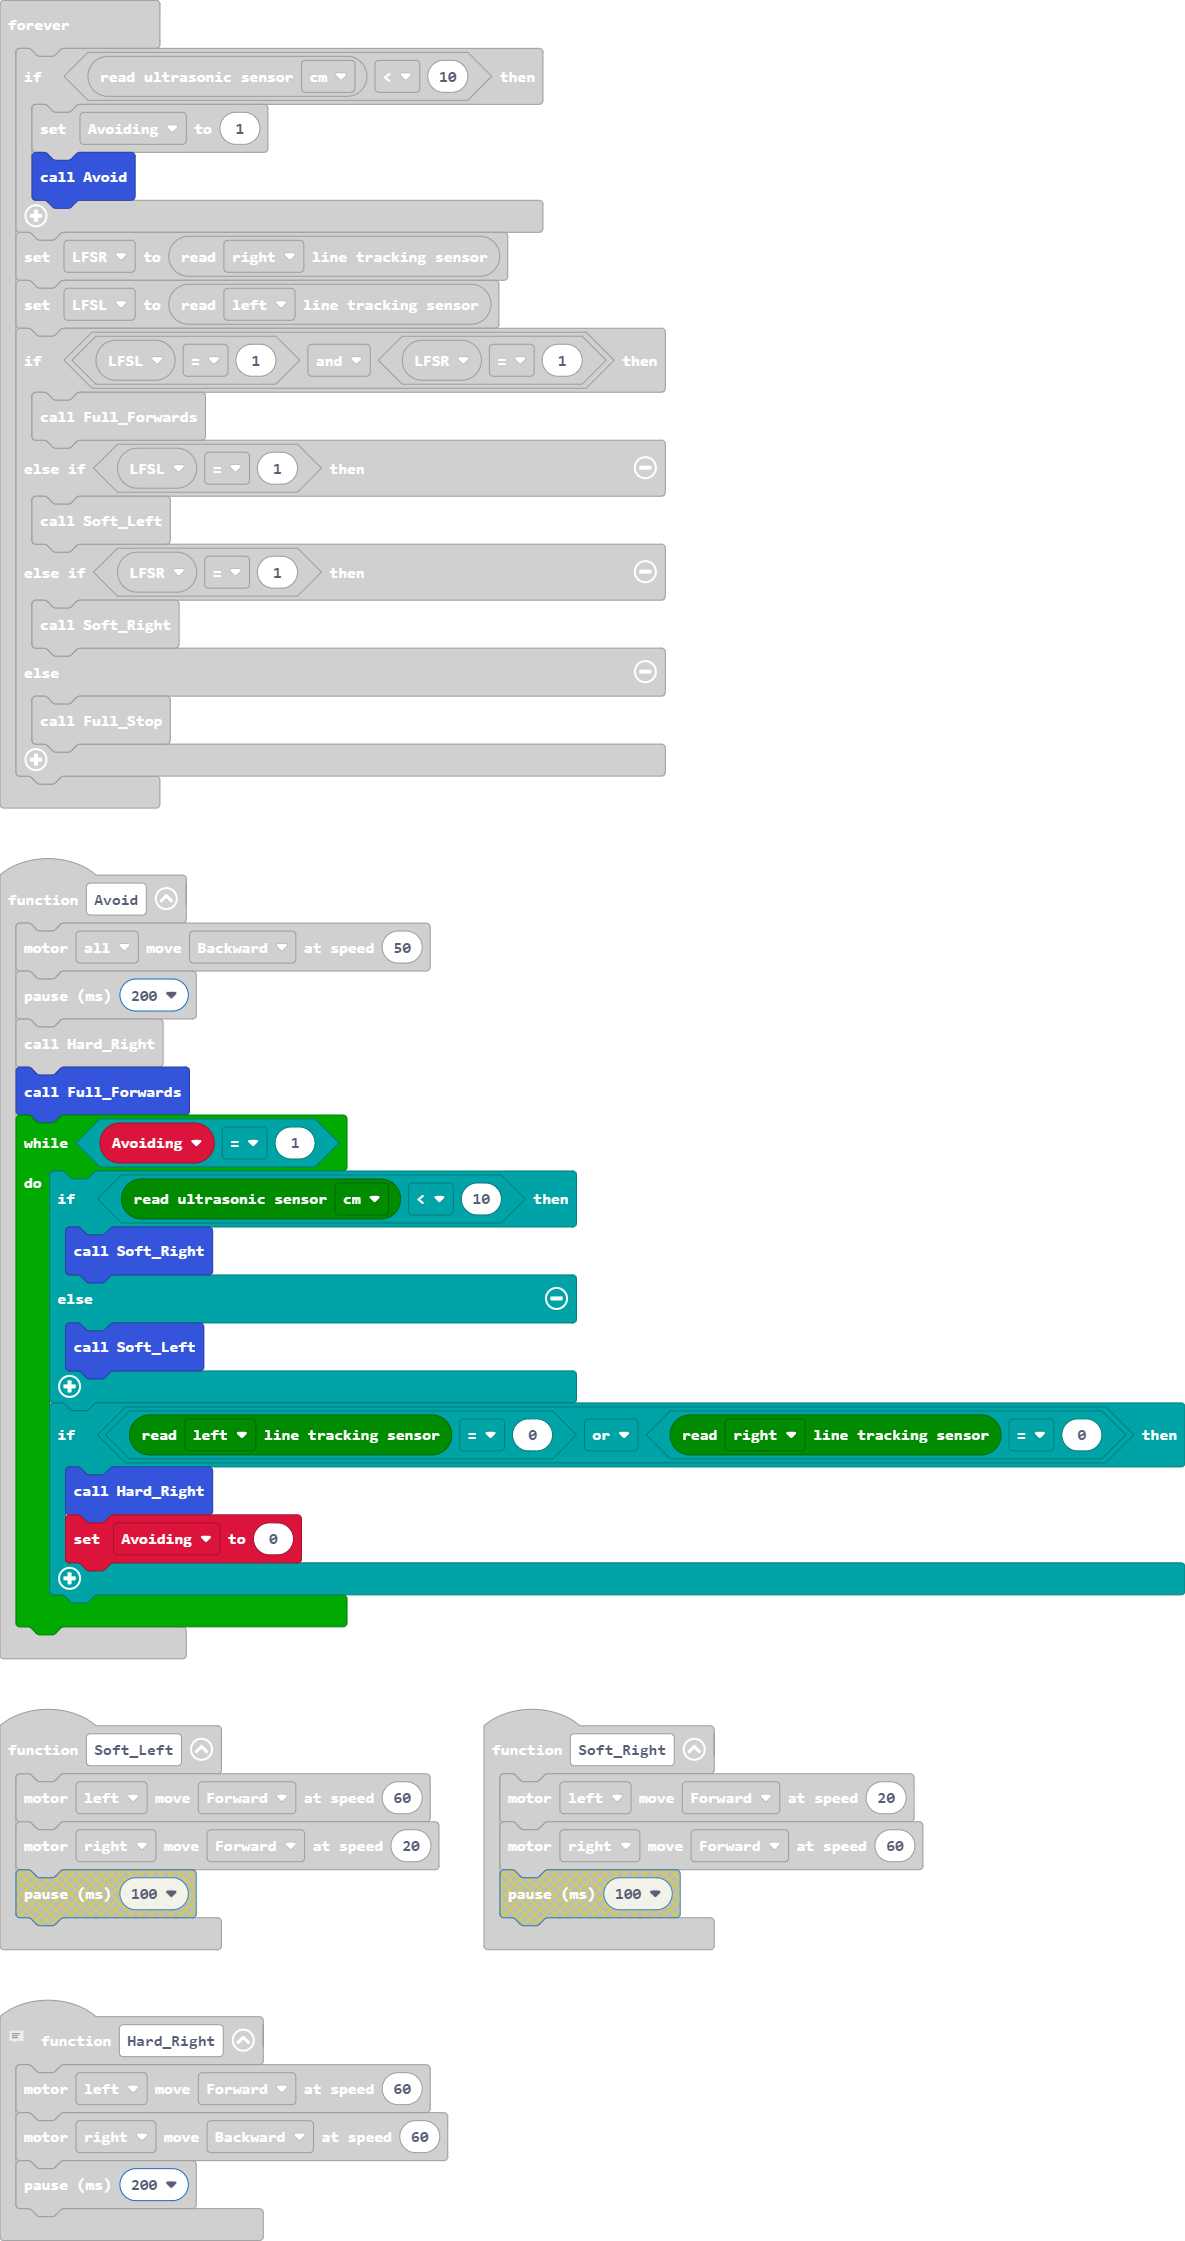 forever
if read ultrasonic sensor cm < 10 then
set Avoiding to 1
call Avoid
set LFSR to read right line tracking sensor
set LFSL to read left line tracking sensor
if LFSL = 1 and LFSR = 1 then
call Full_Forwards
else if LFSL = 1 then
call Soft_Left
else if LFSR = 1 then
call Soft_Right
else
call Full_Stop
function Avoid
motor all move Backward at speed 50
pause (ms) 200
call Hard_Right
call Full_Forwards
while Avoiding = 1
do
if read ultrasonic sensor cm < 10 then
call Soft_Right
else
call Soft_Left
if read left line tracking sensor = 0 or read right line tracking sensor = 0 then
call Hard_Right
set Avoiding to 0
function Soft_Left
motor left move Forward at speed 60
motor right move Forward at speed 20
pause (ms) 100
function Soft_Right
motor left move Forward at speed 20
motor right move Forward at speed 60
pause (ms) 100
function Hard_Right
motor left move Forward at speed 60
motor right move Backward at speed 60
pause (ms) 200